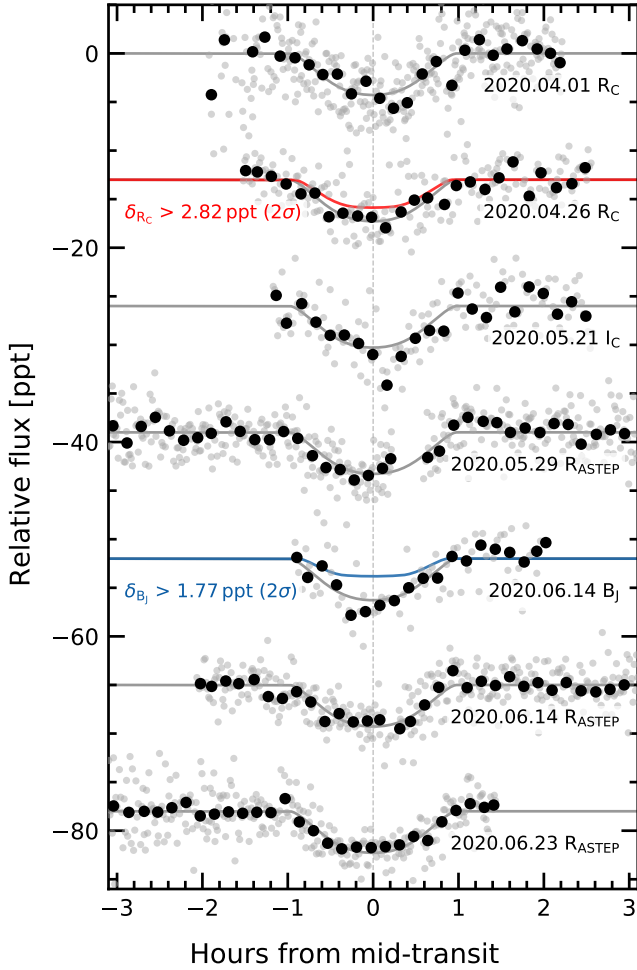 0
2020.04.01 R_C
δ_{R_C} > 2.82 ppt (2σ)
2020.04.26 R_C
−20
2020.05.21 I_C
Relative flux [ppt]
−40
2020.05.29 R_ASTEP
δ_{B_J} > 1.77 ppt (2σ)
2020.06.14 B_J
−60
2020.06.14 R_ASTEP
−80
2020.06.23 R_ASTEP
−3 −2 −1 0 1 2 3
Hours from mid-transit